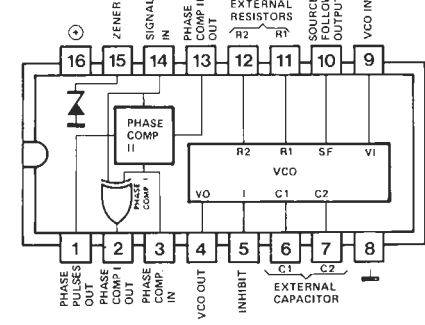 ZENER
SIGNAL
IN
PHASE
COMP II
OUT
EXTERNAL
RESISTORS
R2 R1
SOURCE
FOLLOW
OUTPUT
VCO IN
16 15 14 13 12 11 10 9
PHASE
COMP
II
R2 R1 SF VI
VCO
VO I C1 C2
PHASE
COMP I
1 2 3 4 5 6 7 8
PHASE
PULSES
OUT
PHASE
COMP I
OUT
PHASE
COMP.
IN
VCO OUT
INHIBIT
C1 C2
EXTERNAL
CAPACITOR